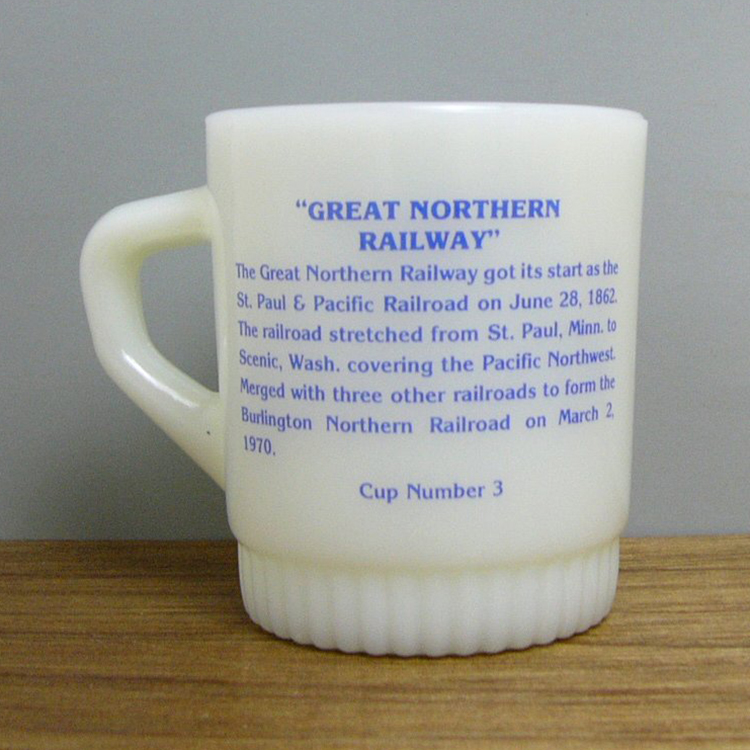 “GREAT NORTHERN
RAILWAY”
The Great Northern Railway got its start as the
St. Paul & Pacific Railroad on June 28, 1862.
The railroad stretched from St. Paul, Minn. to
Scenic, Wash. covering the Pacific Northwest.
Merged with three other railroads to form the
Burlington Northern Railroad on March 2,
1970.
Cup Number 3